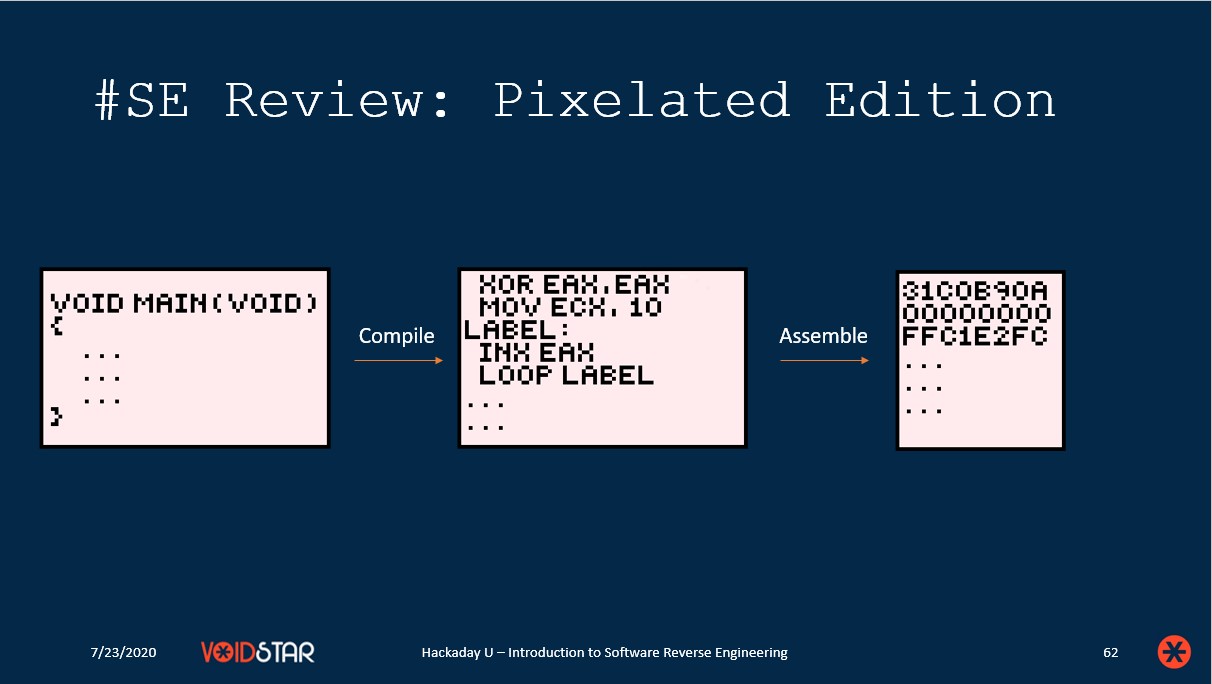 #SE Review: Pixelated Edition
VOID MAIN(VOID)
{
...
...
...
}
Compile
XOR EAX,EAX
MOV ECX, 10
LABEL:
INX EAX
LOOP LABEL
...
...
Assemble
31C0B90A
00000000
FFC1E2FC
...
...
...
7/23/2020
VOIDSTAR
Hackaday U – Introduction to Software Reverse Engineering
62